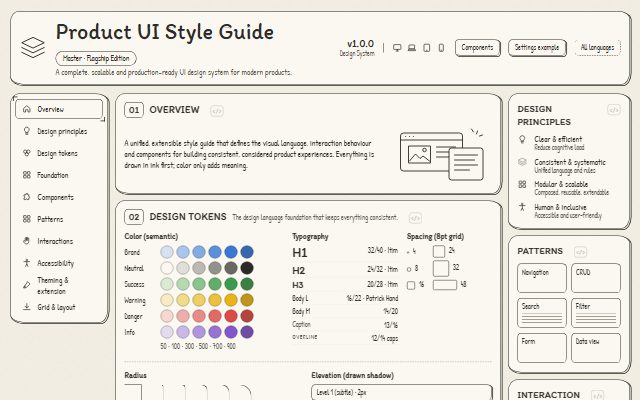 Product UI Style Guide
Master · Flagship Edition
A complete, scalable and production-ready UI design system for modern products.
v1.0.0
Design System
Components
Settings example
All languages
Overview
Design principles
Design tokens
Foundation
Components
Patterns
Interactions
Accessibility
Theming &
extension
Grid & layout
01 OVERVIEW
A unified, extensible style guide that defines the visual language, interaction behaviour
and components for building consistent, considered product experiences. Everything is
drawn in ink first; color only adds meaning.
02 DESIGN TOKENS The design language foundation that keeps everything consistent.
Color (semantic)
Brand
Neutral
Success
Warning
Danger
Info
50 · 100 · 300 · 500 · 700 · 900
Typography
H1 32/40 · Itim
H2 24/32 · Itim
H3 20/28 · Itim
Body L 16/22 · Patrick Hand
Body M 14/20
Caption 13/16
OVERLINE 12/14 caps
Spacing (8pt grid)
4
24
8
32
16
48
Radius
Elevation (drawn shadow)
Level 1 (subtle) · 2px
DESIGN
PRINCIPLES
Clear & efficient
Reduce cognitive load
Consistent & systematic
Unified language and rules
Modular & scalable
Composed, reusable, extendable
Human & inclusive
Accessible and user-friendly
PATTERNS
Navigation
CRUD
Search
Filter
Form
Data view
INTERACTION